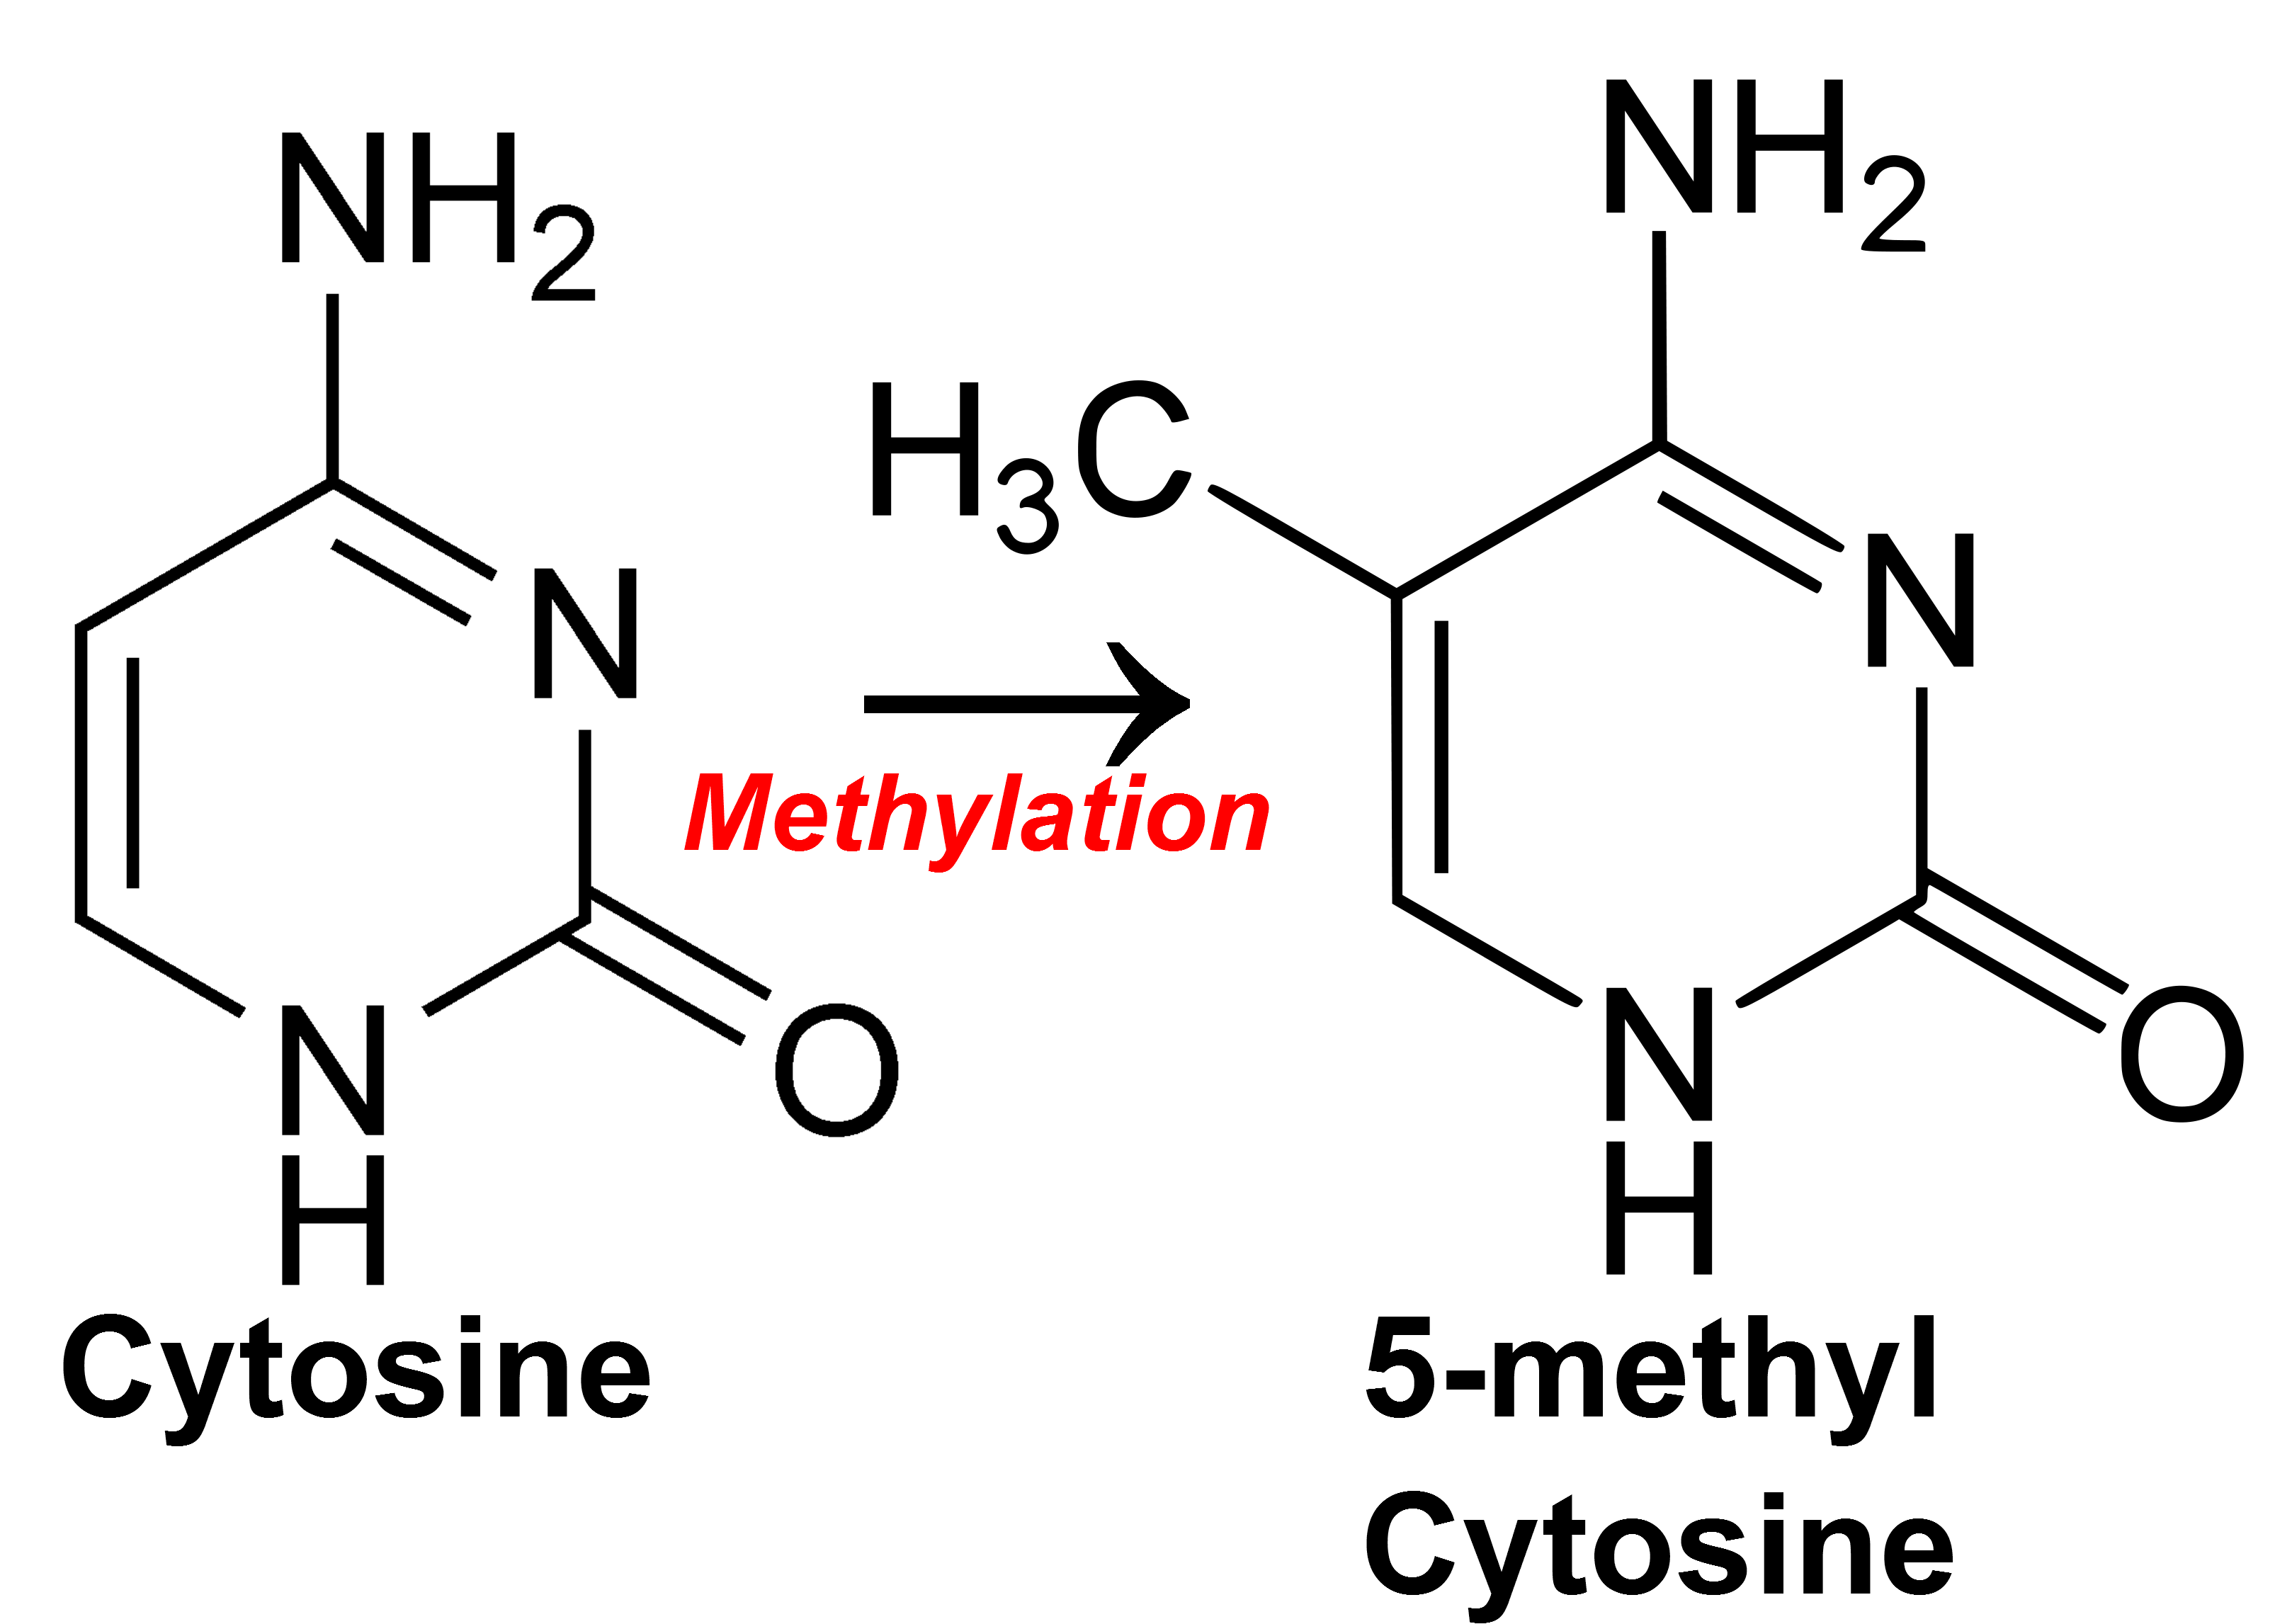 NH2
N
N
H
O
Cytosine
Methylation
NH2
H3C
N
N
H
O
5-methyl
Cytosine